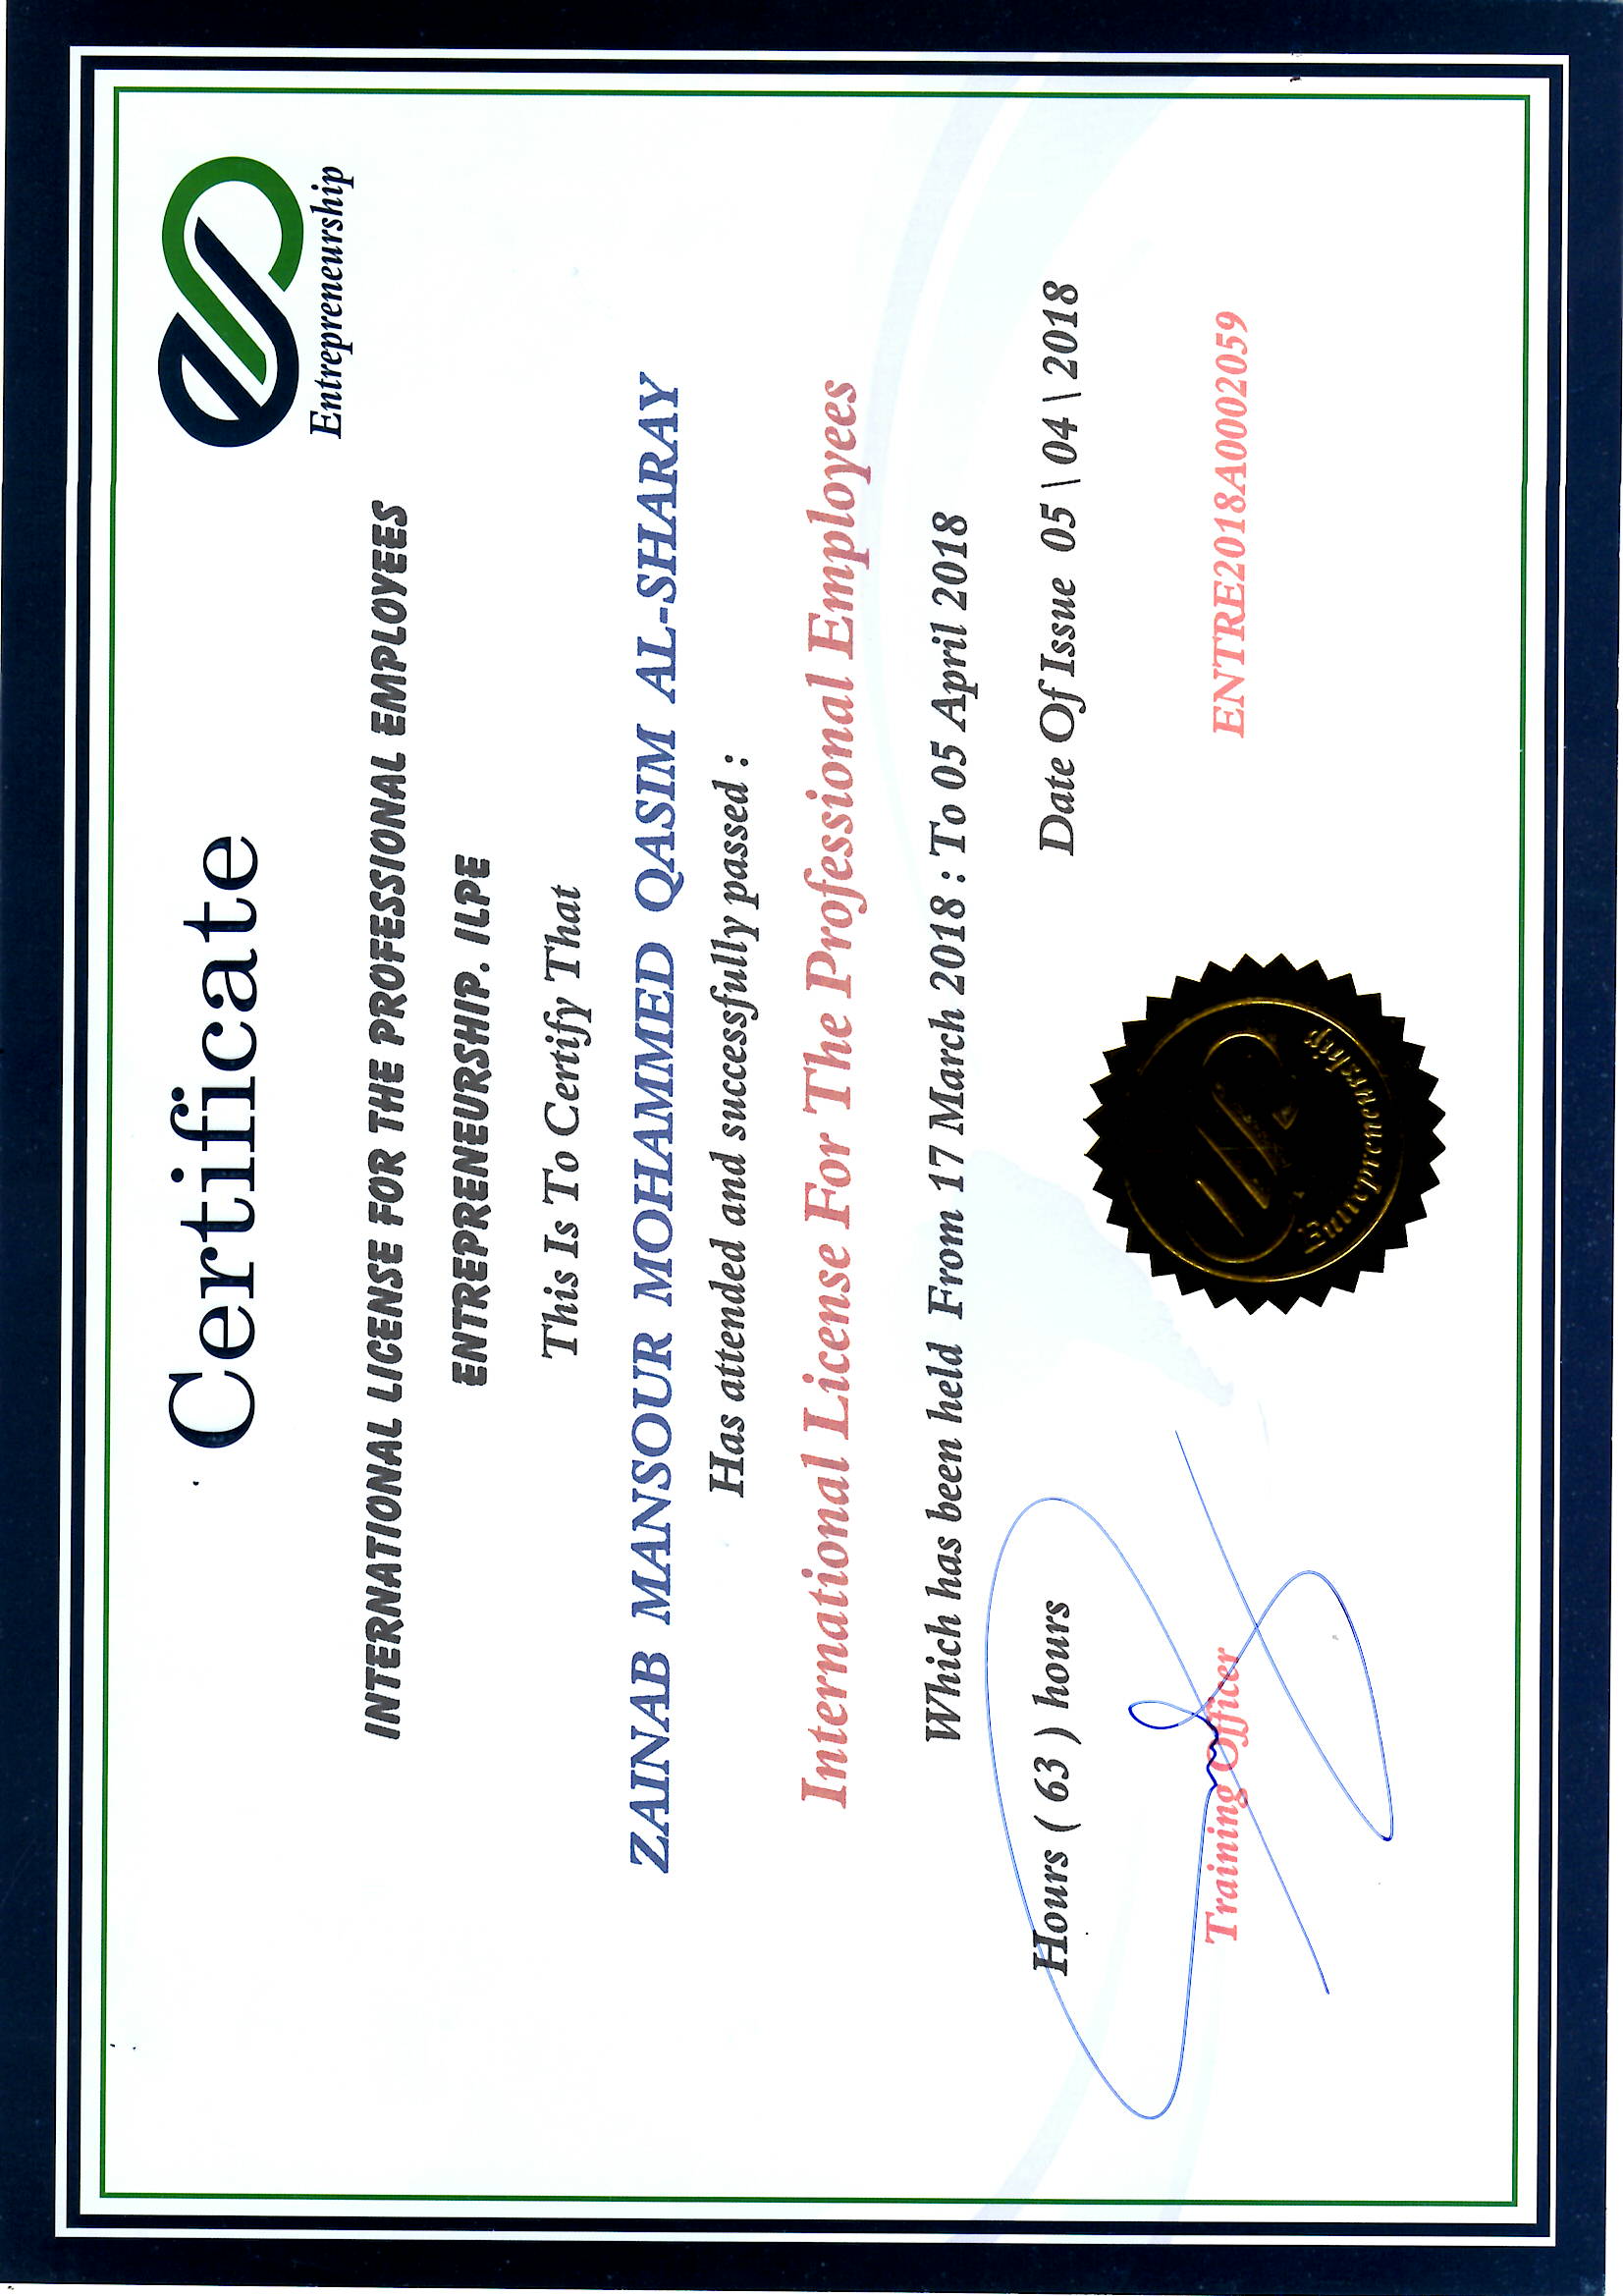 Certificate
Entrepreneurship
INTERNATIONAL LICENSE FOR THE PROFESSIONAL EMPLOYEES
ENTREPRENEURSHIP. ILPE
This Is To Certify That
ZAINAB MANSOUR MOHAMMED QASIM AL-SHARAY
Has attended and successfully passed :
International License For The Professional Employees
Which has been held From 17 March 2018 : To 05 April 2018
Hours ( 63 ) hours
Date Of Issue 05 \ 04 \ 2018
Training Officer
ENTRE2018A0002059
Entrepreneurship